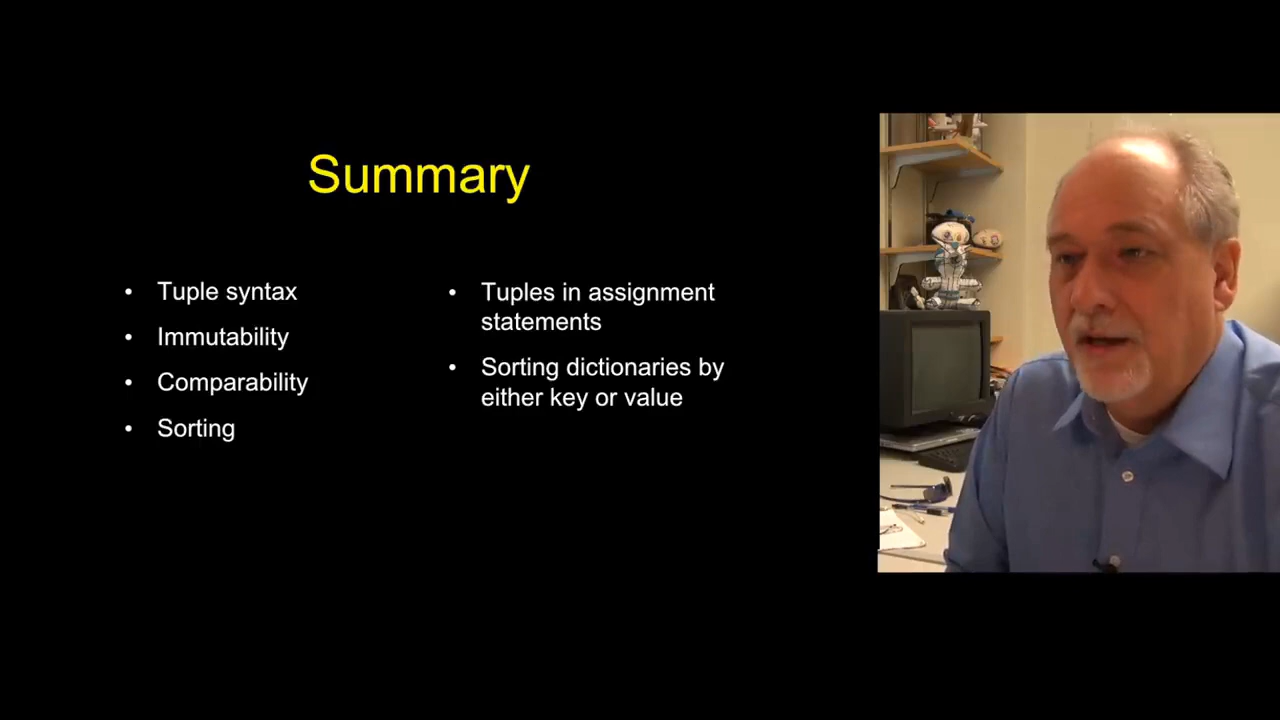 Summary
• Tuple syntax
• Immutability
• Comparability
• Sorting
• Tuples in assignment
statements
• Sorting dictionaries by
either key or value